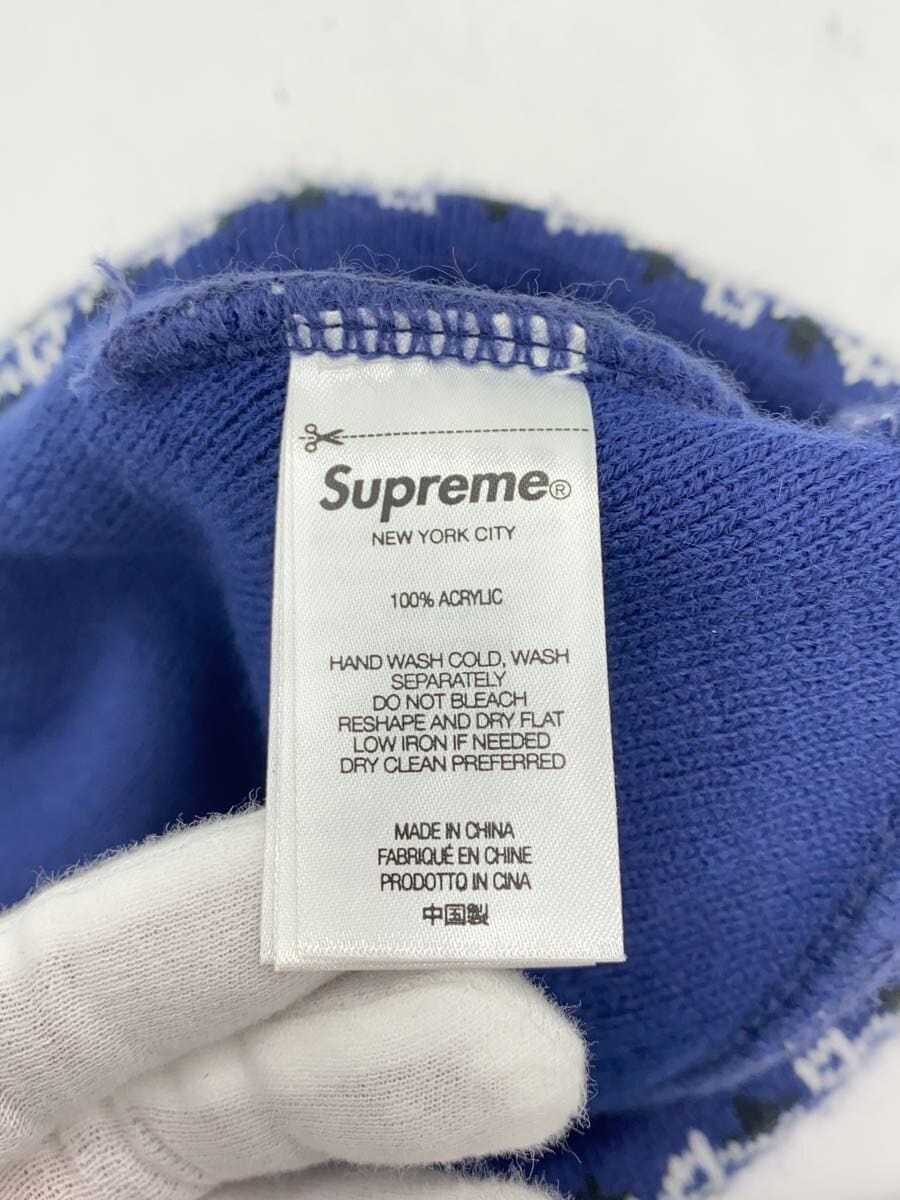 Supreme®
NEW YORK CITY
100% ACRYLIC
HAND WASH COLD, WASH
SEPARATELY
DO NOT BLEACH
RESHAPE AND DRY FLAT
LOW IRON IF NEEDED
DRY CLEAN PREFERRED
MADE IN CHINA
FABRIQUÉ EN CHINE
PRODOTTO IN CINA
中国製